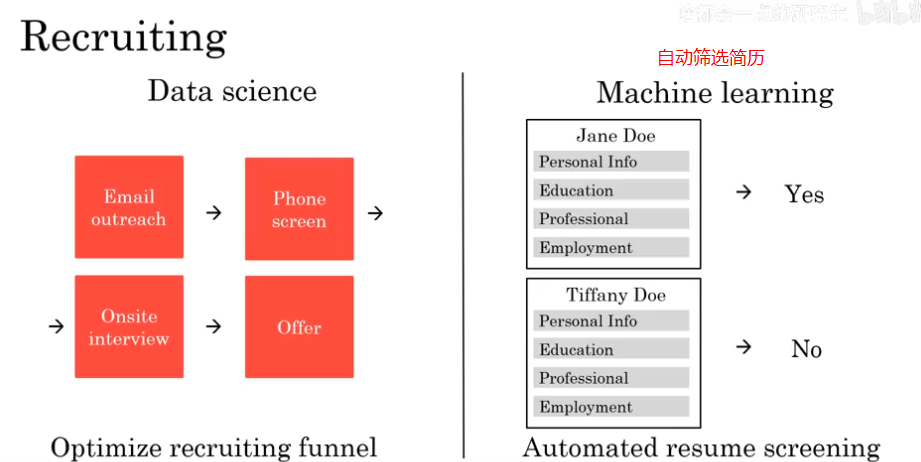 Recruiting
Data science
Email
outreach
→
Phone
screen
→
→
Onsite
interview
→
Offer
Optimize recruiting funnel
自动筛选简历
Machine learning
Jane Doe
Personal Info
Education
Professional
Employment
→
Yes
Tiffany Doe
Personal Info
Education
Professional
Employment
→
No
Automated resume screening